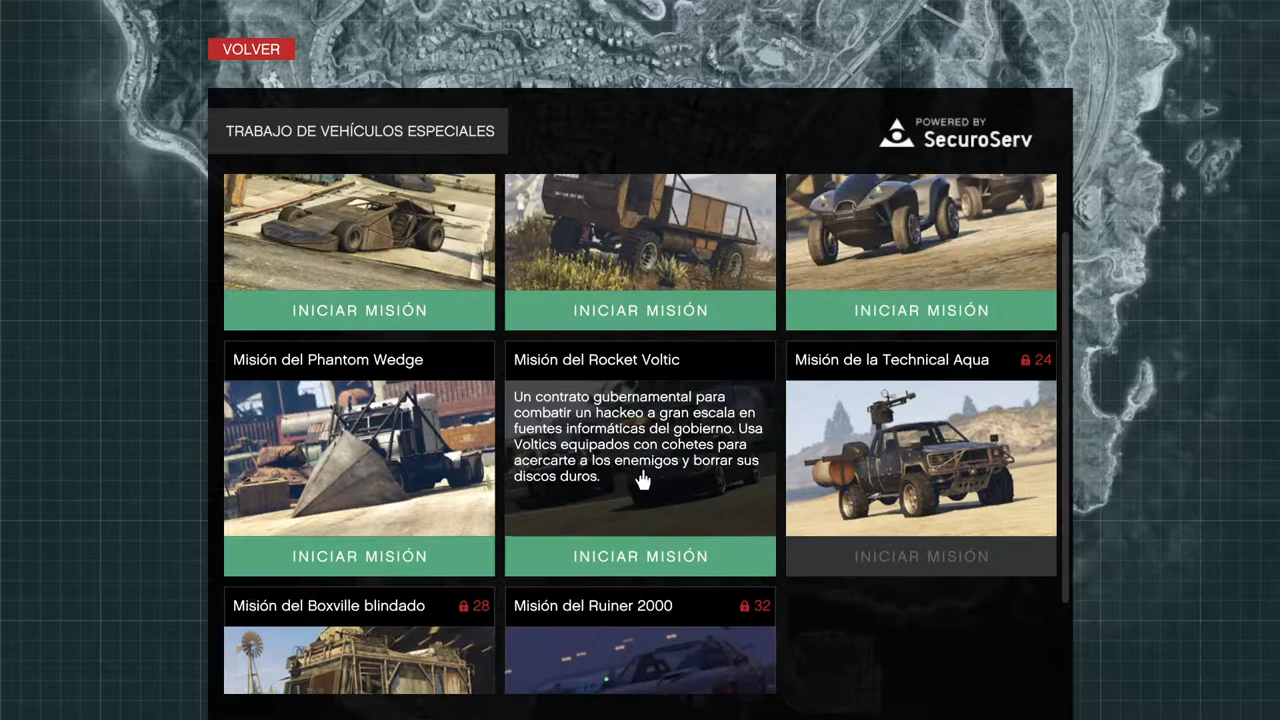 VOLVER
TRABAJO DE VEHÍCULOS ESPECIALES
POWERED BY
SecuroServ
INICIAR MISIÓN
INICIAR MISIÓN
INICIAR MISIÓN
Misión del Phantom Wedge
Misión del Rocket Voltic
Misión de la Technical Aqua
24
Un contrato gubernamental para
combatir un hackeo a gran escala en
fuentes informáticas del gobierno. Usa
Voltics equipados con cohetes para
acercarte a los enemigos y borrar sus
discos duros.
INICIAR MISIÓN
INICIAR MISIÓN
INICIAR MISIÓN
Misión del Boxville blindado
28
Misión del Ruiner 2000
32